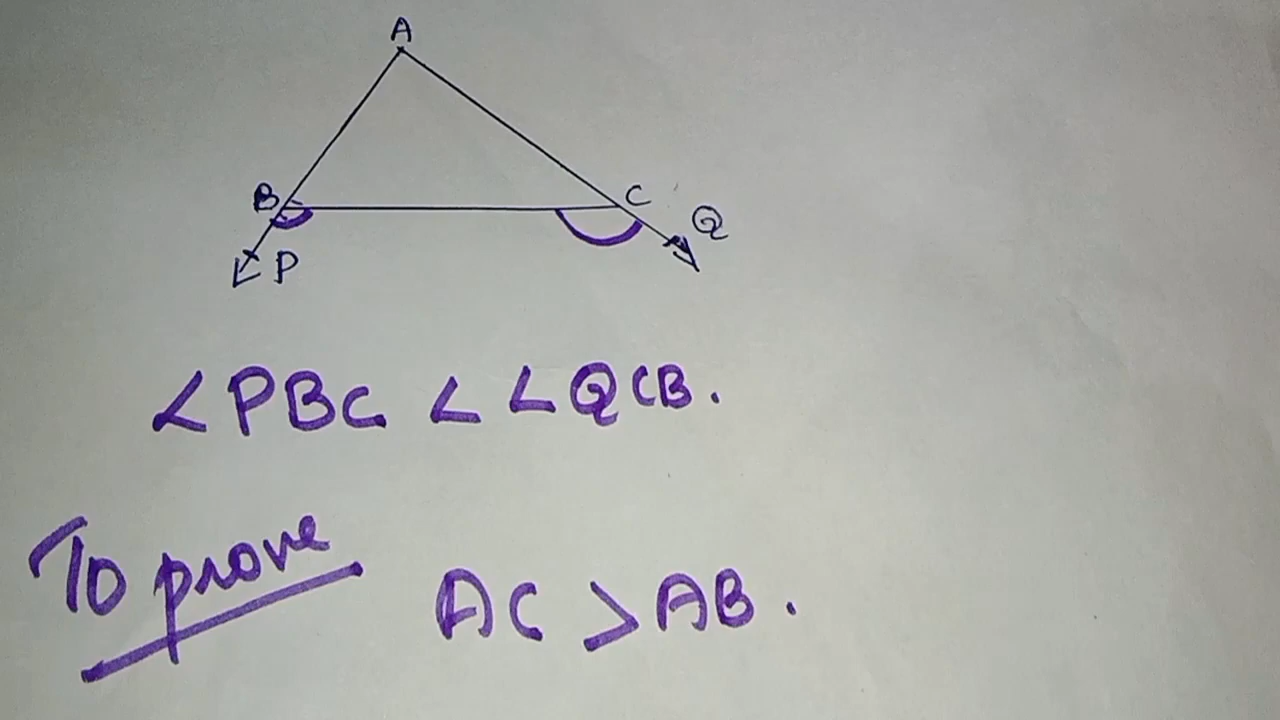 A
B
C
Q
P
∠PBC < ∠QCB.
To prove
AC > AB.